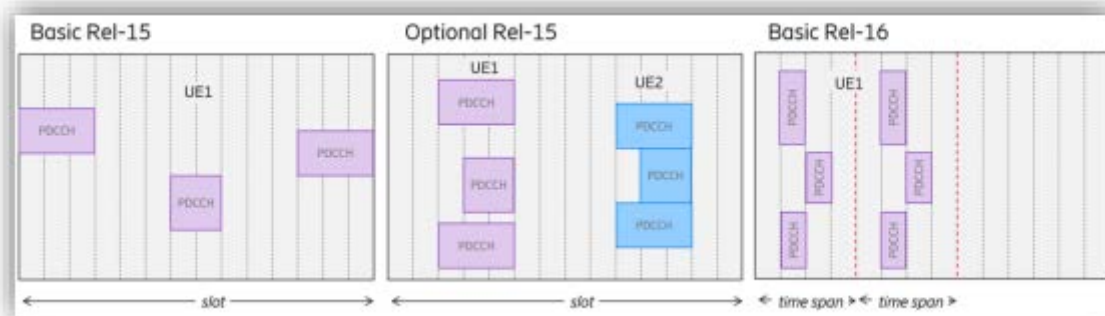 Basic Rel-15
Optional Rel-15
Basic Rel-16
UE1
PDCCH
PDCCH
PDCCH
slot
UE1
PDCCH
PDCCH
PDCCH
UE2
PDCCH
PDCCH
PDCCH
slot
UE1
PDCCH
PDCCH
PDCCH
PDCCH
PDCCH
PDCCH
time span
time span